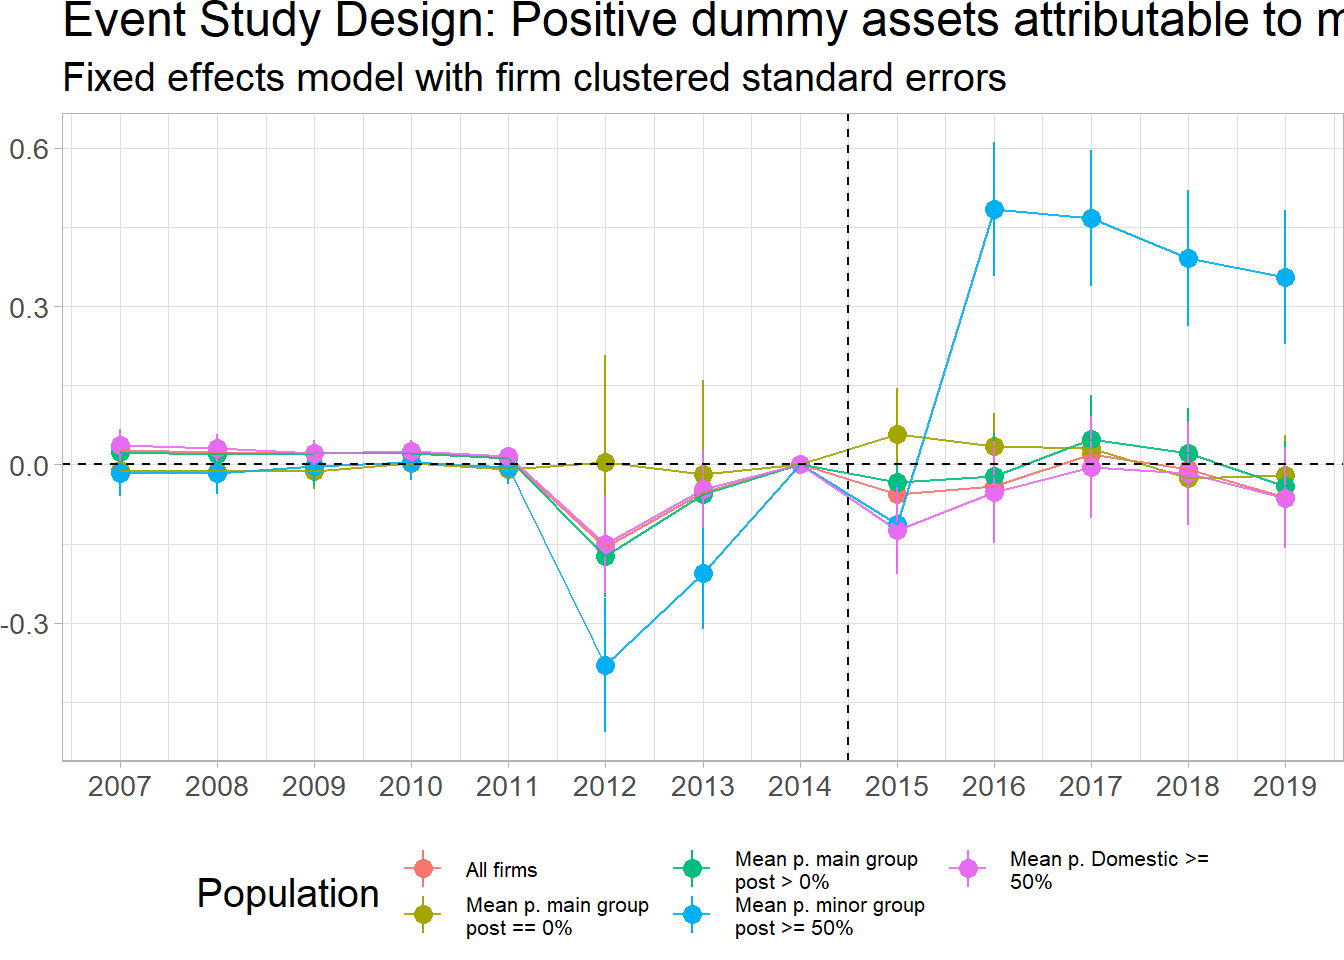 Event Study Design: Positive dummy assets attributable to
Fixed effects model with firm clustered standard errors
0.6
0.3
0.0
-0.3
2007 2008 2009 2010 2011 2012 2013 2014 2015 2016 2017 2018 2019
Population
All firms
Mean p. main group
post == 0%
Mean p. main group
post > 0%
Mean p. minor group
post >= 50%
Mean p. Domestic >=
50%